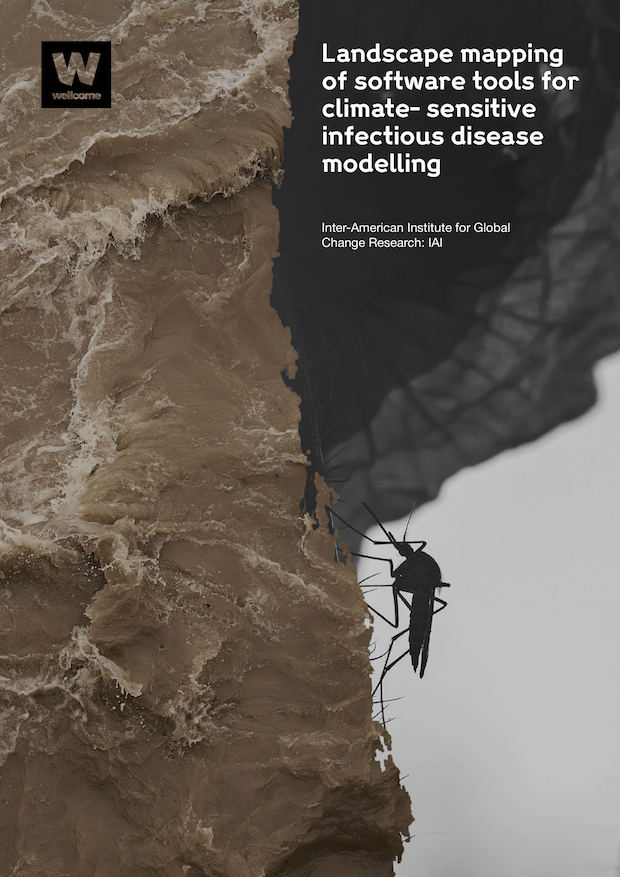 W
wellcome
Landscape mapping
of software tools for
climate- sensitive
infectious disease
modelling
Inter-American Institute for Global
Change Research: IAI